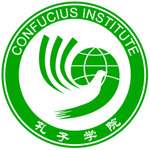 CONFUCIUS INSTITUTE
孔子学院